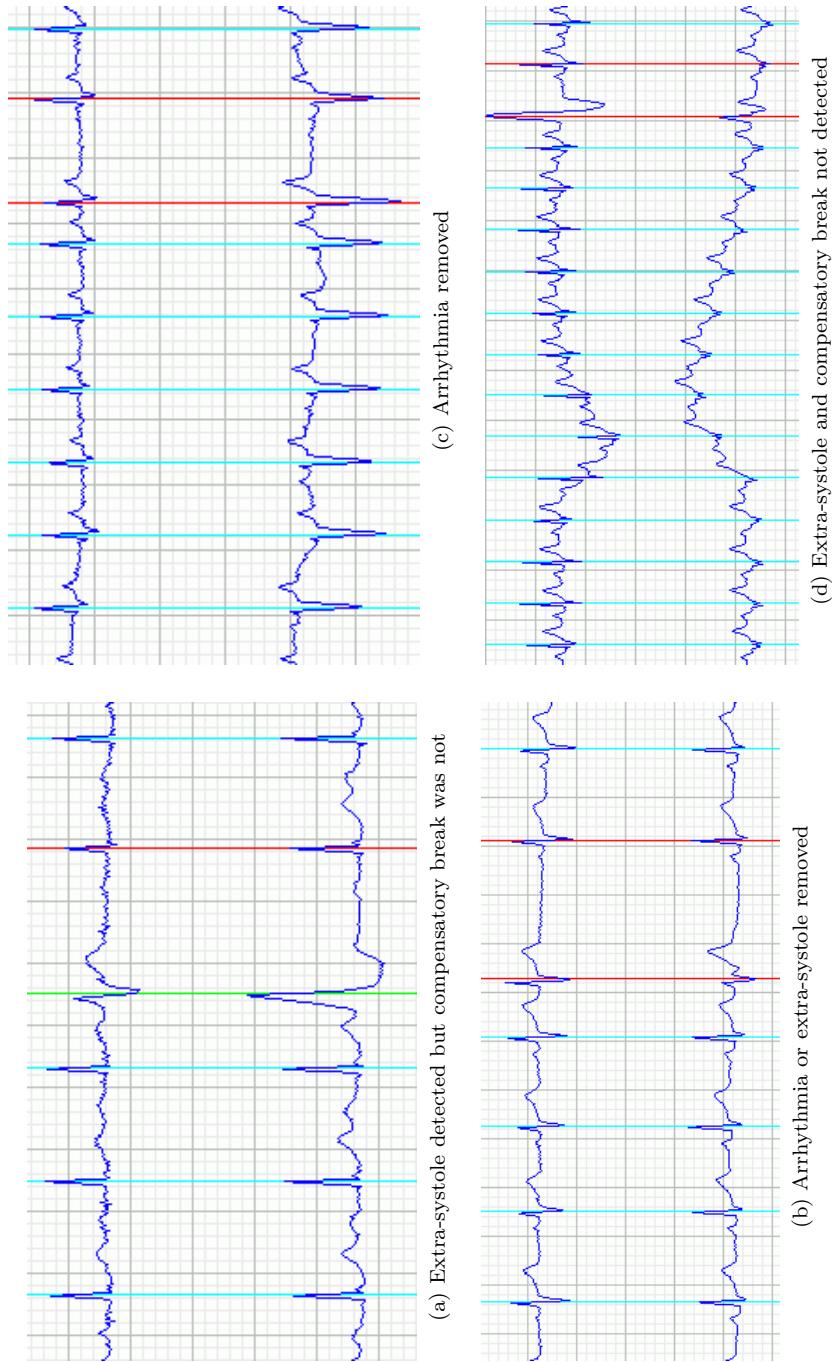 (a) Extra-systole detected but compensatory break was not
(b) Arrhythmia or extra-systole removed
(c) Arrhythmia removed
(d) Extra-systole and compensatory break not detected